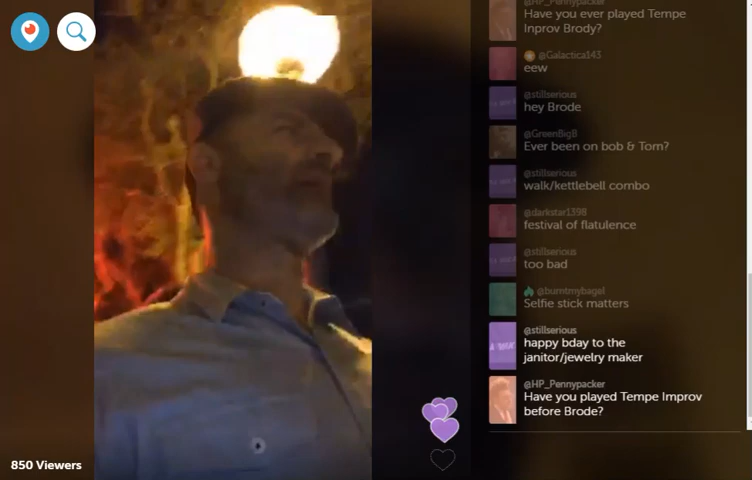 @HP_Pennypacker
Have you ever played Tempe
Inprov Brody?
@Galactica143
eew
@stillserious
hey Brode
@GreenBigB
Ever been on bob & Tom?
@stillserious
walk/kettlebell combo
@darkstar1398
festival of flatulence
@stillserious
too bad
@burntmybagel
Selfie stick matters
@stillserious
happy bday to the
janitor/jewelry maker
@HP_Pennypacker
Have you played Tempe Improv
before Brode?
850 Viewers